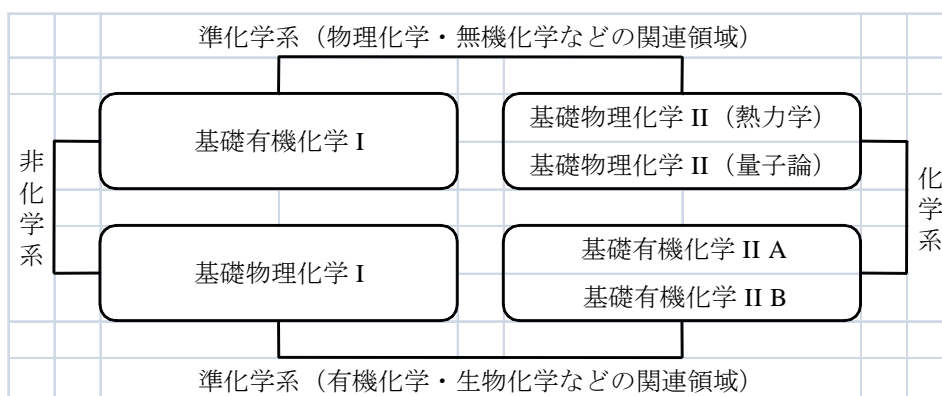 準化学系（物理化学・無機化学などの関連領域）
非化学系
基礎有機化学 I
基礎物理化学 II（熱力学）
基礎物理化学 II（量子論）
化学系
基礎物理化学 I
基礎有機化学 II A
基礎有機化学 II B
準化学系（有機化学・生物化学などの関連領域）